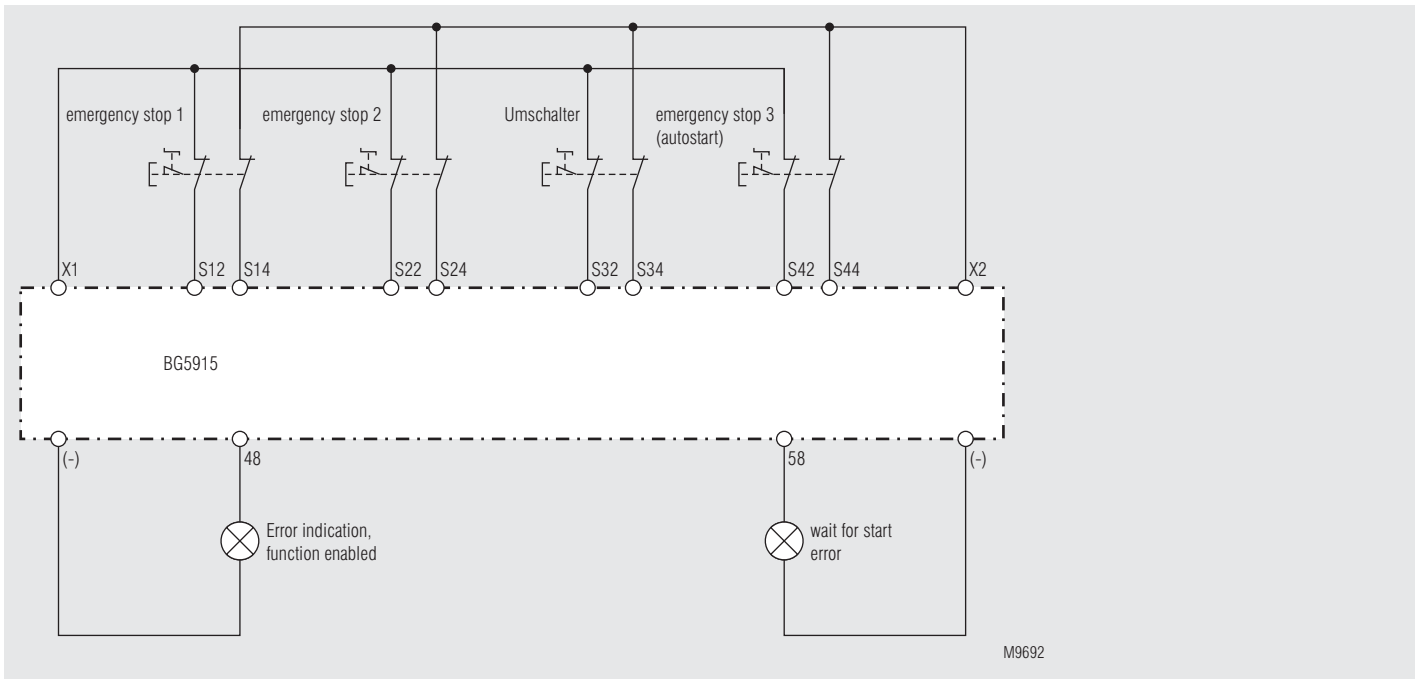 emergency stop 1
emergency stop 2
Umschalter
emergency stop 3
(autostart)
X1
S12
S14
S22
S24
S32
S34
S42
S44
X2
BG5915
(-)
48
58
(-)
Error indication,
function enabled
wait for start
error
M9692